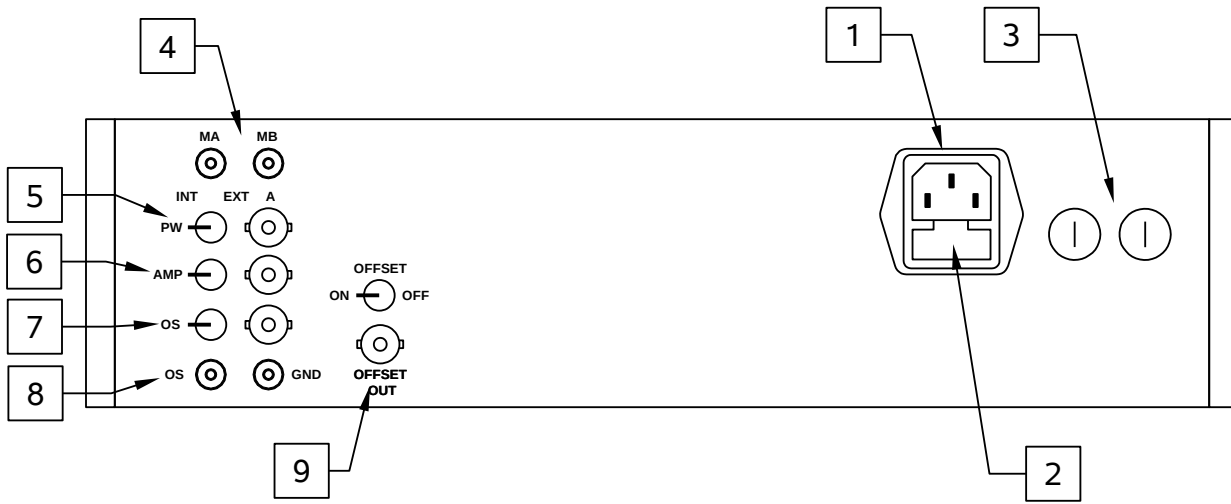 4
1
3
MA MB
5
INT EXT A
PW
6
AMP
OFFSET
ON OFF
7
OS
8
OS GND
OFFSET
OUT
9
2